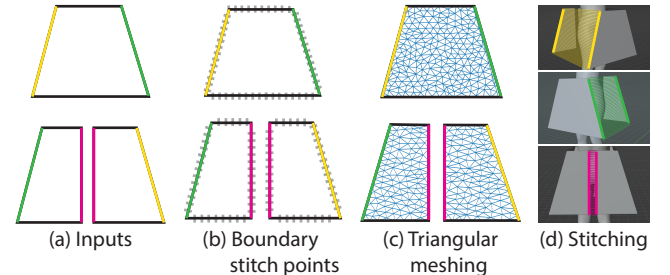 (a) Inputs
(b) Boundary
stitch points
(c) Triangular
meshing
(d) Stitching